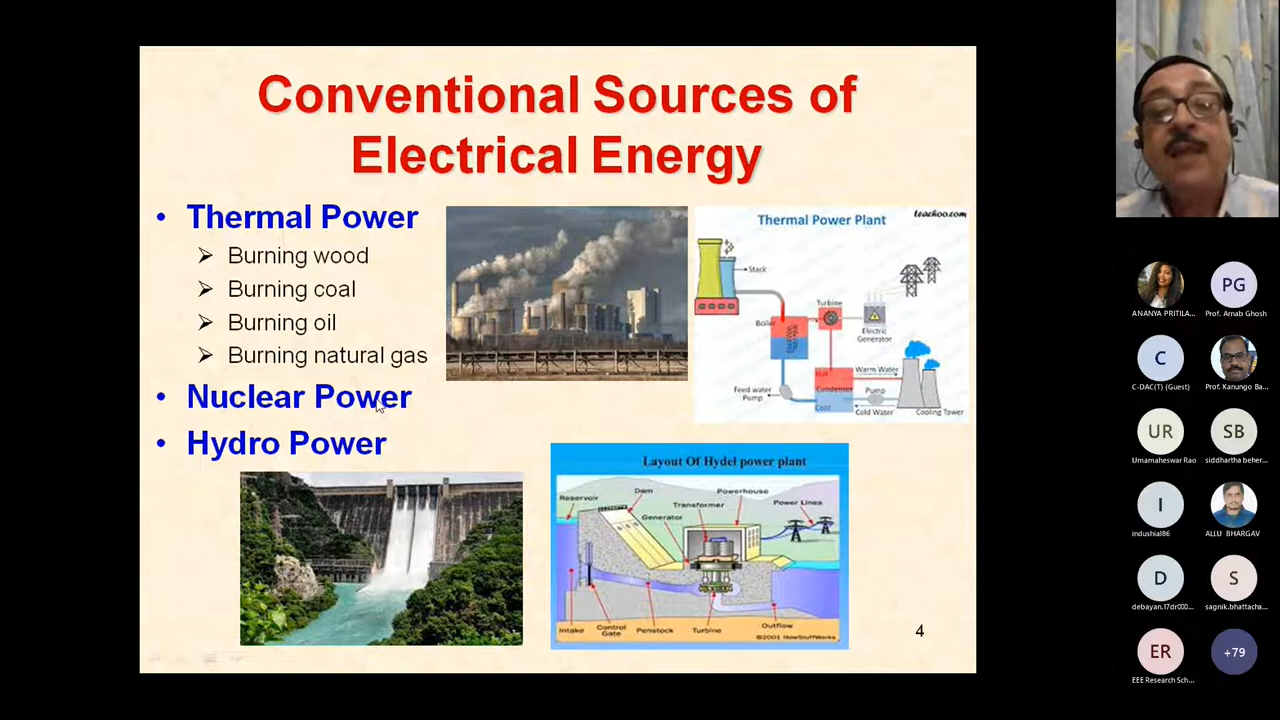 Conventional Sources of
Electrical Energy
• Thermal Power
➢ Burning wood
➢ Burning coal
➢ Burning oil
➢ Burning natural gas
• Nuclear Power
• Hydro Power
Thermal Power Plant
teachoo.com
Stack
Turbine
Boiler
Electric
Generator
Hot
Condenser
Cold
Warm Water
Feed water
Pump
Pump
Cold Water
Cooling Tower
Layout Of Hydel power plant
Reservoir
Dam
Powerhouse
Transformer
Power Lines
Generator
Intake
Control
Gate
Penstock
Turbine
Outflow
©2001 HowStuffWorks
4
ANANYA PRITILA...
PG
Prof. Arnab Ghosh
C
C-DAC(T) (Guest)
Prof. Kanungo Ba...
UR
Umamaheswar Rao
SB
siddhartha beher...
I
indushial86
ALLU BHARGAV
D
debayan.17dr000...
S
sagnik.bhattacha...
ER
EEE Research Sch...
+79